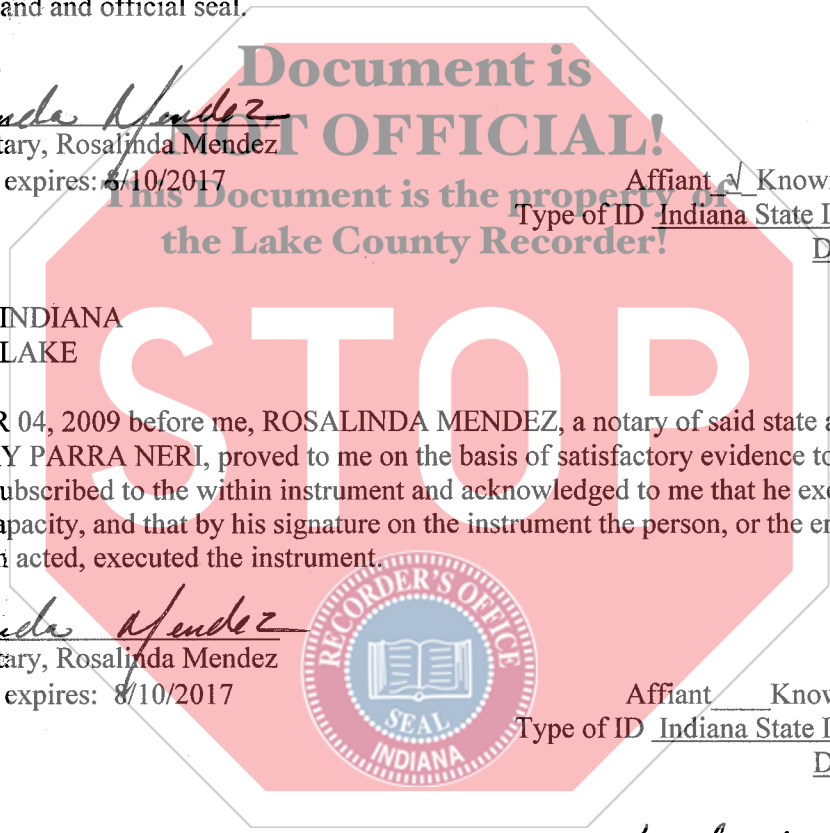 and and official seal.
Document is
NOT OFFICIAL!
This Document is the property of
the Lake County Recorder!
nda Mendez
tary, Rosalinda Mendez
expires: 8/10/2017
Affiant √ Know
Type of ID Indiana State
D
INDIANA
LAKE
STOP
R 04, 2009 before me, ROSALINDA MENDEZ, a notary of said state a
Y PARRA NERI, proved to me on the basis of satisfactory evidence to
ubscribed to the within instrument and acknowledged to me that he exe
apacity, and that by his signature on the instrument the person, or the en
acted, executed the instrument.
RECORDER'S OFFICE
SEAL
INDIANA
nda Mendez
tary, Rosalinda Mendez
expires: 8/10/2017
Affiant____Know
Type of ID Indiana State
D